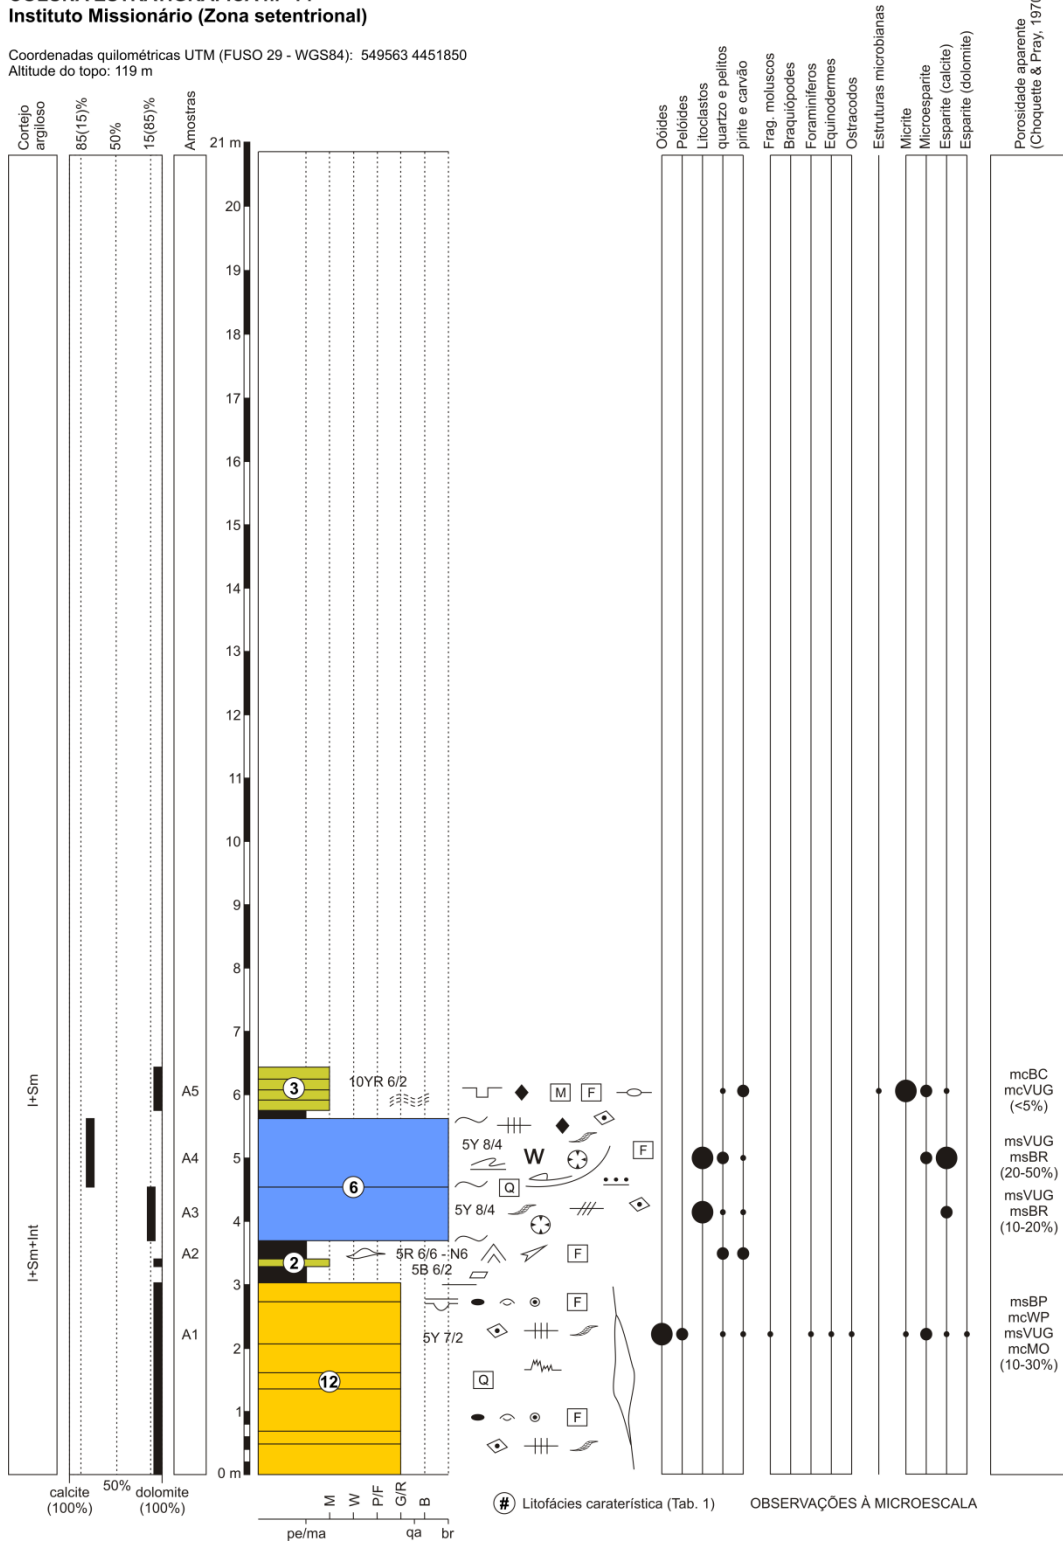 Instituto Missionário (Zona setentrional)
Coordenadas quilométricas UTM (FUSO 29 - WGS84): 549563 4451850
Altitude do topo: 119 m
Cortejo argiloso
85(15)%
50%
15(85)%
Amostras
Oóides
Pelóides
Litoclastos
quartzo e pelitos
pirite e carvão
Frag. moluscos
Braquiópodes
Foraminíferos
Equinodermes
Ostracodos
Estruturas microbianas
Micrite
Microesparite
Esparite (calcite)
Esparite (dolomite)
Porosidade aparente
(Choquette & Pray, 1970
21 m
20
19
18
17
16
15
14
13
12
11
10
9
8
7
6
5
4
3
2
1
0 m
I+Sm
I+Sm+Int
A5
A4
A3
A2
A1
3
6
2
12
10YR 6/2
M
F
5Y 8/4
W
F
Q
5Y 8/4
5R 6/6 - N6
F
5B 6/2
F
5Y 7/2
Q
F
mcBC
mcVUG
(<5%)
msVUG
msBR
(20-50%)
msVUG
msBR
(10-20%)
msBP
mcWP
msVUG
mcMO
(10-30%)
calcite
(100%)
50%
dolomite
(100%)
M
W
P/F
G/R
B
pe/ma
qa
br
# Litofácies caraterística (Tab. 1)
OBSERVAÇÕES À MICROESCALA